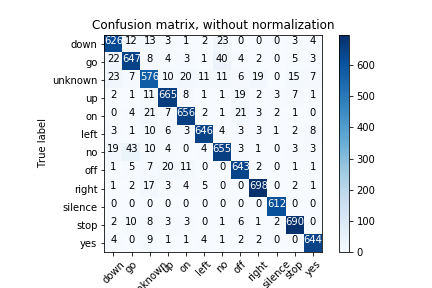 Confusion matrix, without normalization
True label
down 626 12 13 3 1 2 23 0 0 0 3 4
go 22 647 8 4 3 1 40 4 2 0 5 3
unknown 23 7 576 10 20 11 11 6 19 0 15 7
up 2 1 11 665 8 1 1 19 2 3 7 1
on 0 4 21 7 656 2 1 21 3 2 1 0
left 3 1 10 6 3 646 4 3 3 1 2 8
no 19 43 10 4 0 4 655 3 1 0 3 3
off 1 5 7 20 11 0 0 643 2 0 1 1
right 1 2 17 3 4 5 0 0 698 0 2 1
silence 0 0 0 0 0 0 0 0 0 612 0 0
stop 2 10 8 3 3 0 1 6 1 2 690 0
yes 4 0 9 1 1 4 1 2 2 0 0 644
down go unknown up on left no off right silence stop yes
600
500
400
300
200
100
0